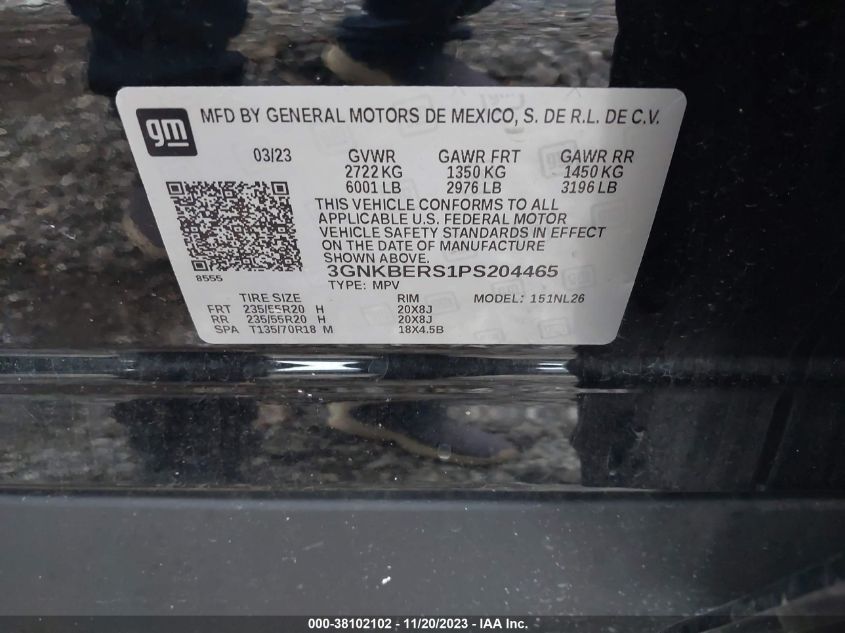 gm
MFD BY GENERAL MOTORS DE MEXICO, S. DE R.L. DE C.V.
03/23 GVWR GAWR FRT GAWR RR
2722 KG 1350 KG 1450 KG
6001 LB 2976 LB 3196 LB
THIS VEHICLE CONFORMS TO ALL
APPLICABLE U.S. FEDERAL MOTOR
VEHICLE SAFETY STANDARDS IN EFFECT
ON THE DATE OF MANUFACTURE
SHOWN ABOVE.
8555 3GNKBERS1PS204465
TYPE: MPV
TIRE SIZE RIM MODEL: 151NL26
FRT 235/55R20 H 20X8J
RR 235/55R20 H 20X8J
SPA T135/70R18 M 18X4.5B
000-38102102 - 11/20/2023 - IAA Inc.